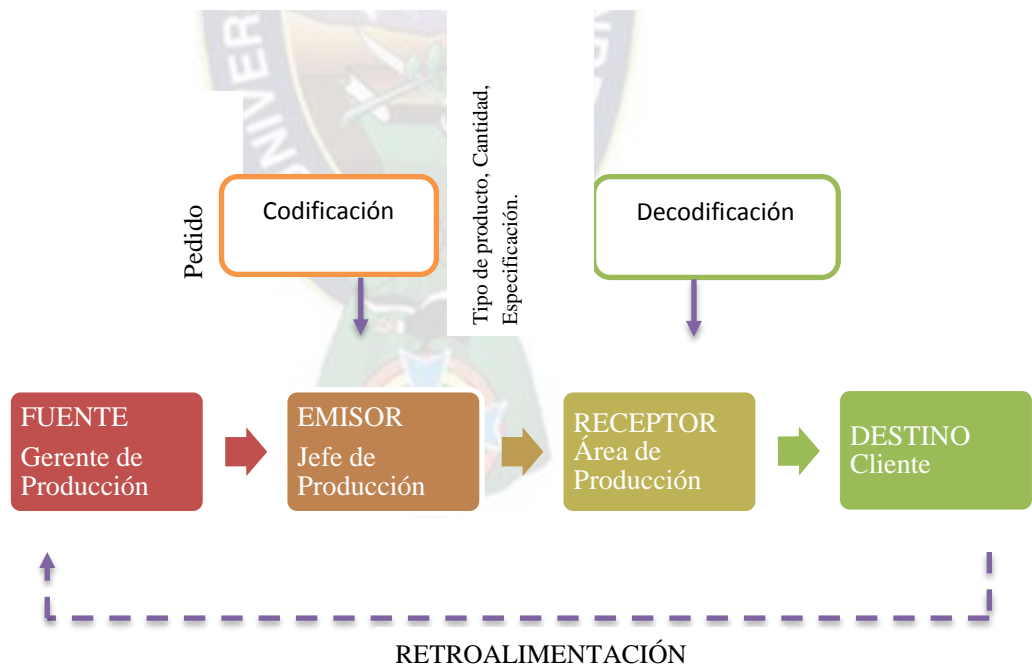 UNIVER
Pedido
Codificación
Tipo de producto, Cantidad,
Especificación.
Decodificación
FUENTE
Gerente de
Producción
EMISOR
Jefe de
Producción
RECEPTOR
Área de
Producción
DESTINO
Cliente
RETROALIMENTACIÓN